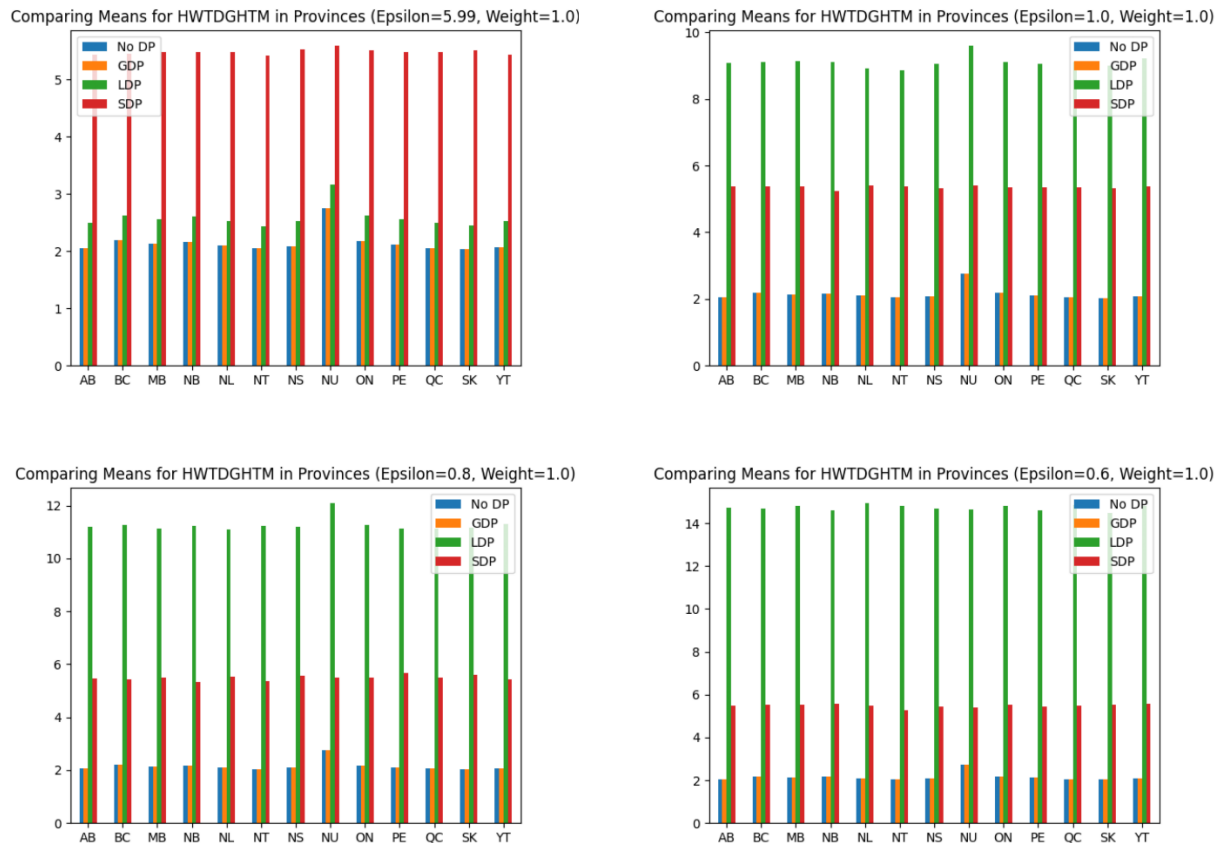 Comparing Means for HWTDGHTM in Provinces (Epsilon=5.99, Weight=1.0)
No DP
GDP
LDP
SDP
5
4
3
2
1
0
AB BC MB NB NL NT NS NU ON PE QC SK YT
Comparing Means for HWTDGHTM in Provinces (Epsilon=1.0, Weight=1.0)
No DP
GDP
LDP
SDP
10
8
6
4
2
0
AB BC MB NB NL NT NS NU ON PE QC SK YT
Comparing Means for HWTDGHTM in Provinces (Epsilon=0.8, Weight=1.0)
No DP
GDP
LDP
SDP
12
10
8
6
4
2
0
AB BC MB NB NL NT NS NU ON PE QC SK YT
Comparing Means for HWTDGHTM in Provinces (Epsilon=0.6, Weight=1.0)
No DP
GDP
LDP
SDP
14
12
10
8
6
4
2
0
AB BC MB NB NL NT NS NU ON PE QC SK YT